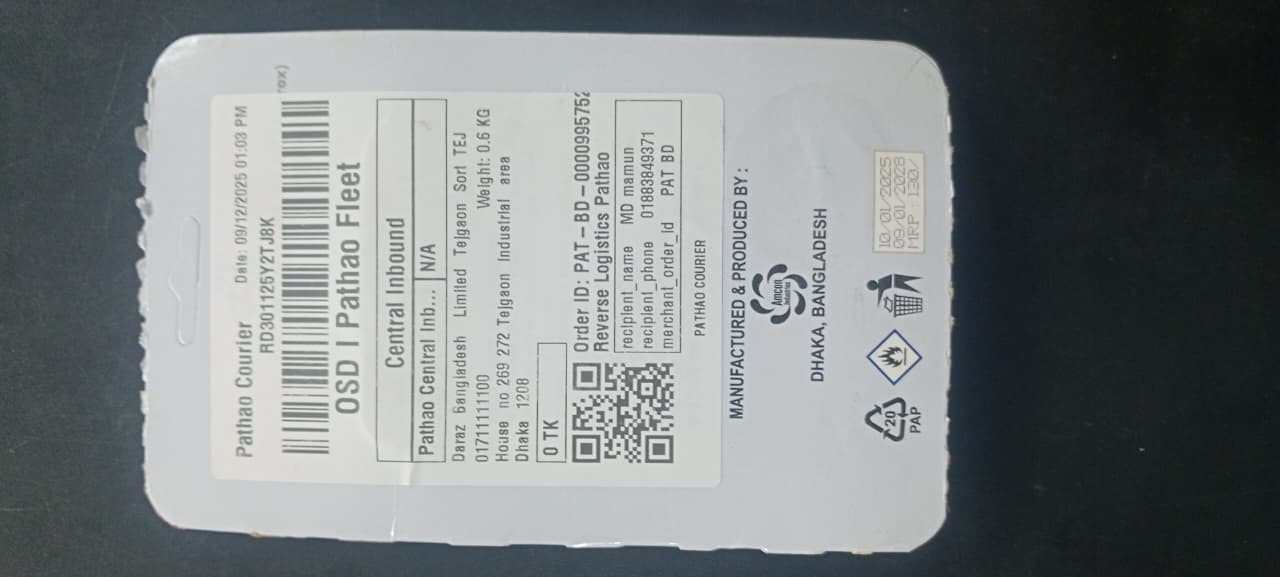 rox)
Pathao Courier Date: 09/12/2025 01:03 PM
RD301125Y2TJ8K
OSD | Pathao Fleet
Central Inbound
Pathao Central Inb... N/A
Daraz Bangladesh Limited Tejgaon Sort TEJ
01711111100 Weight: 0.6 KG
House no 269 272 Tejgaon Industrial area
Dhaka 1208
0 TK
Order ID: PAT-BD-0000995752
Reverse Logistics Pathao
recipient_name MD mamun
recipient_phone 01883849371
merchant_order_id PAT BD
PATHAO COURIER
MANUFACTURED & PRODUCED BY :
Amcon
Industries
DHAKA, BANGLADESH
10/01/2025
09/01/2028
MRP : 130/
20
PAP